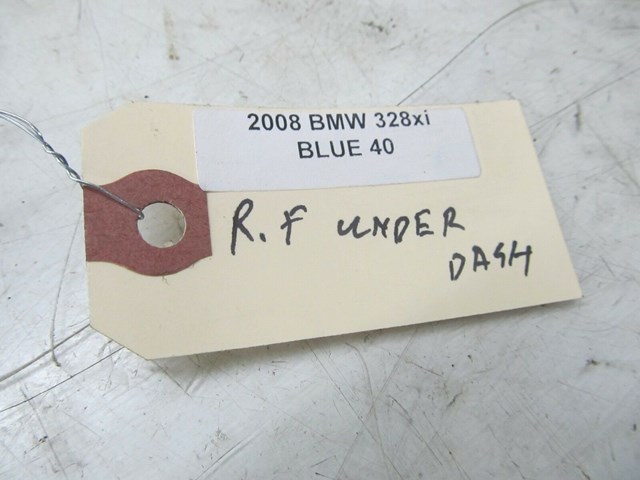 2008 BMW 328xi
BLUE 40
R.F UNDER
DASH